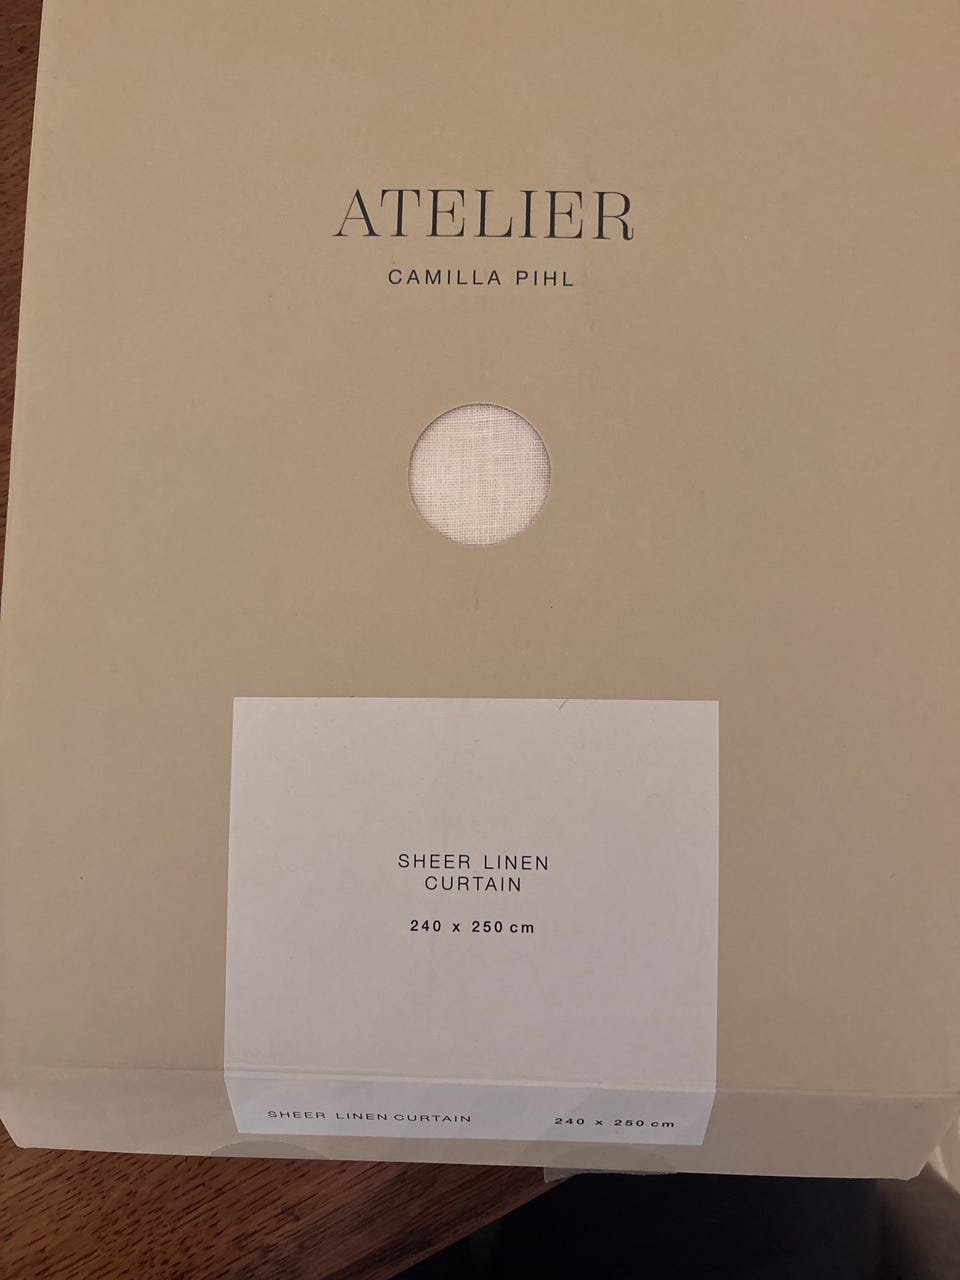 ATELIER
CAMILLA PIHL
SHEER LINEN
CURTAIN
240 x 250 cm
SHEER LINEN CURTAIN 240 x 250 cm